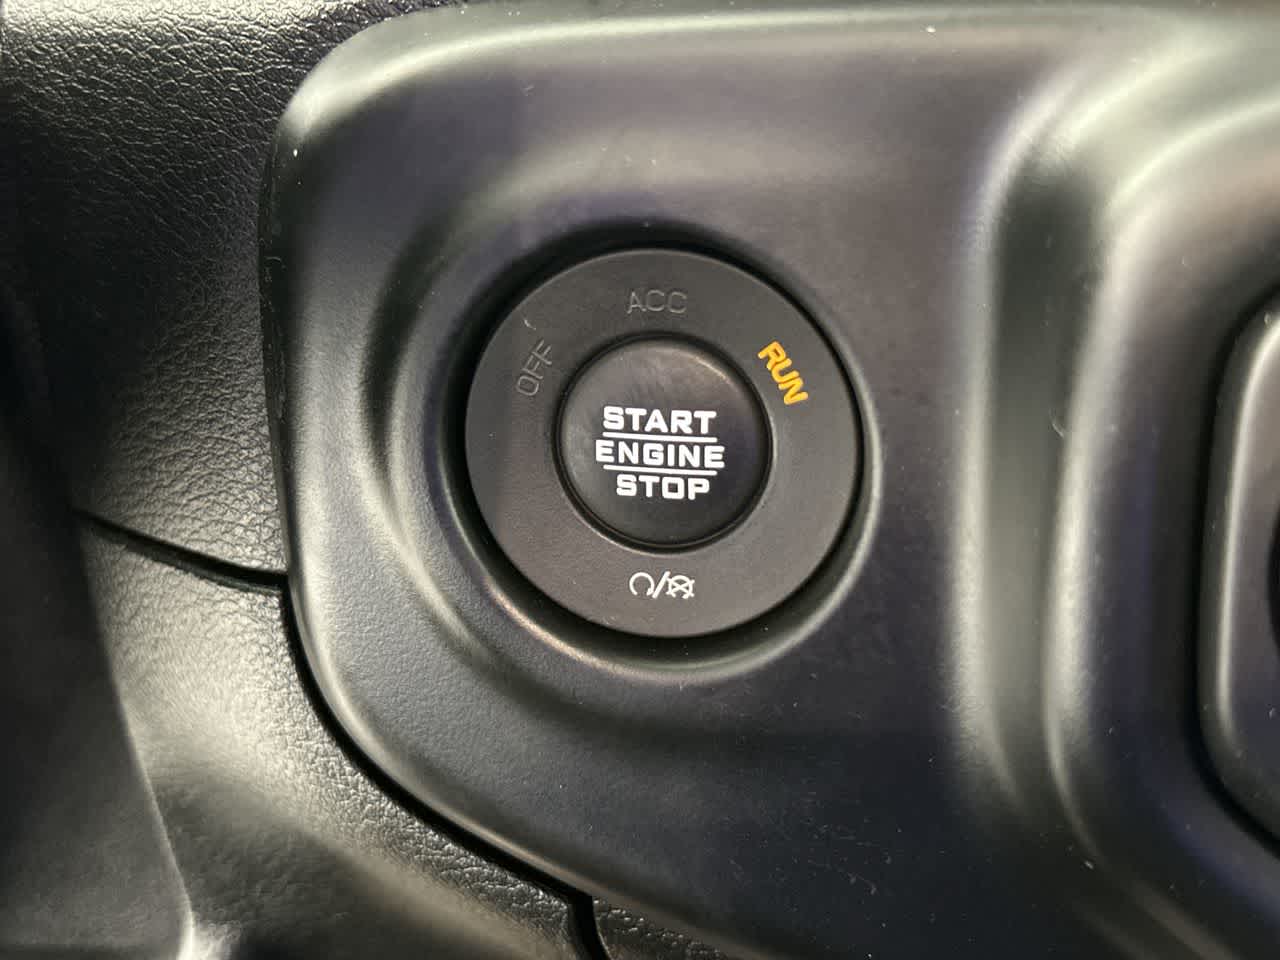 ACC
OFF
RUN
START
ENGINE
STOP